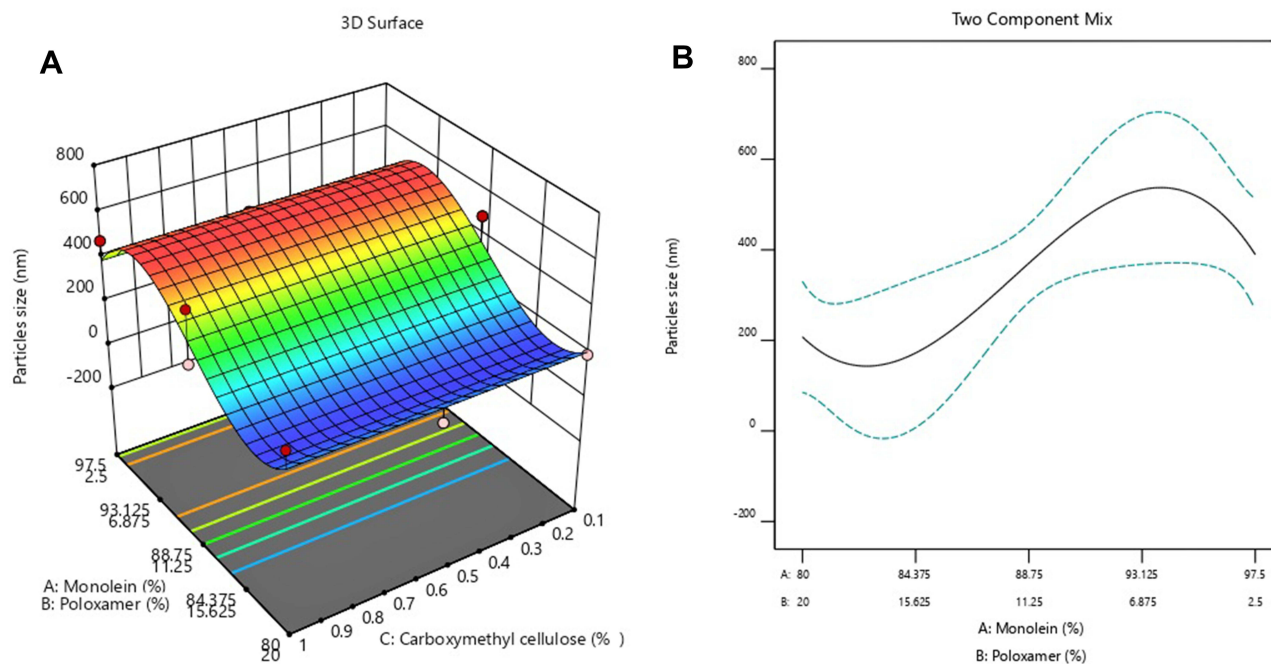 3D Surface
A
800
600
400
200
0
-200
Particles size (nm)
97.5
2.5
93.125
6.875
88.75
11.25
84.375
15.625
80
20
A: Monolein (%)
B: Poloxamer (%)
1
0.9
0.8
0.7
0.6
0.5
0.4
0.3
0.2
0.1
C: Carboxymethyl cellulose (% )
Two Component Mix
B
800
600
400
200
0
-200
Particles size (nm)
A: 80 84.375 88.75 93.125 97.5
B: 20 15.625 11.25 6.875 2.5
A: Monolein (%)
B: Poloxamer (%)